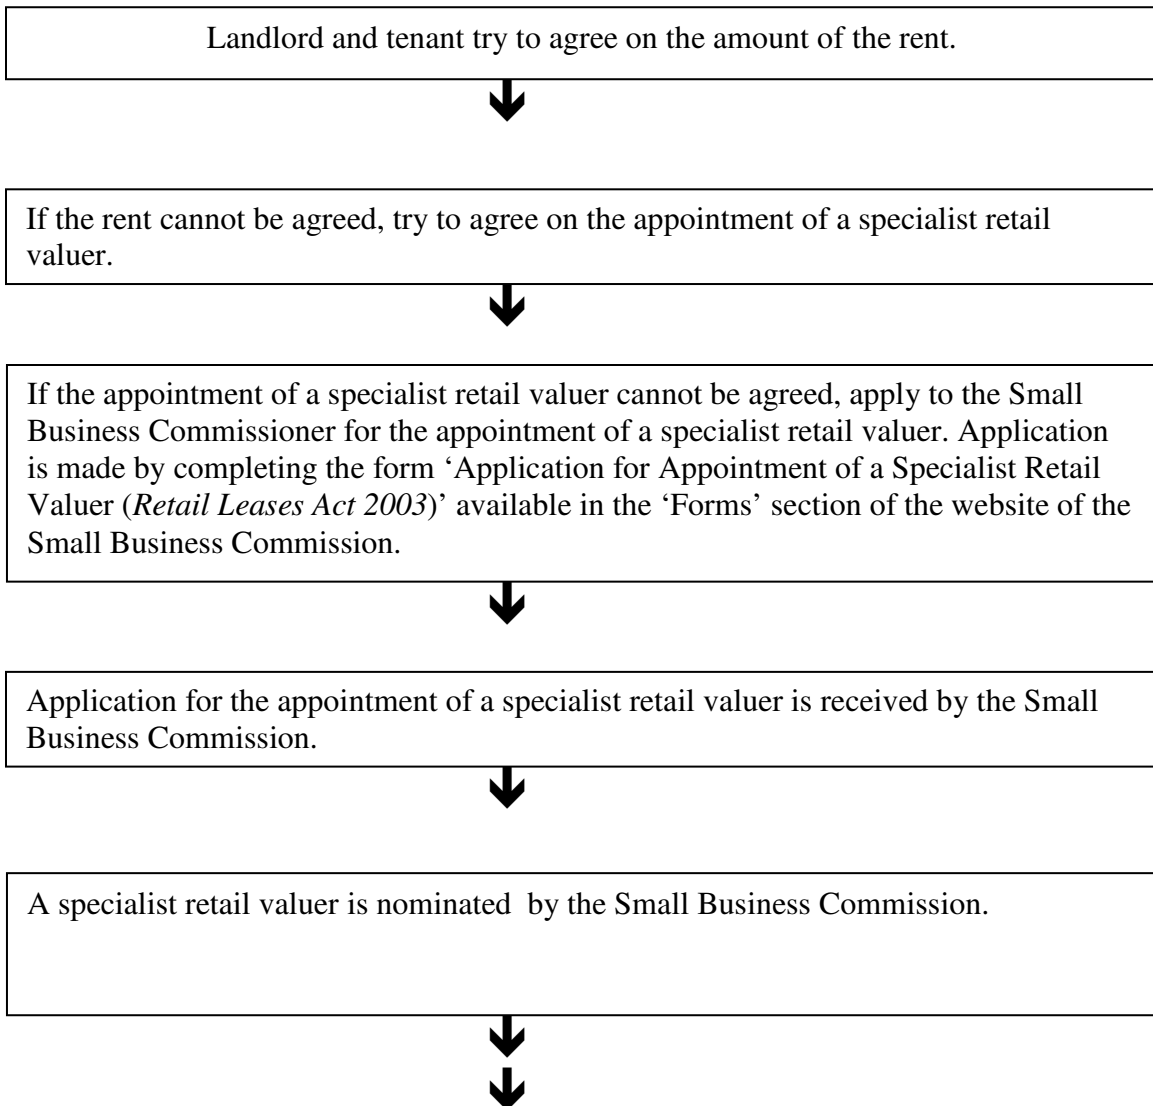 Landlord and tenant try to agree on the amount of the rent.
If the rent cannot be agreed, try to agree on the appointment of a specialist retail
valuer.
If the appointment of a specialist retail valuer cannot be agreed, apply to the Small
Business Commissioner for the appointment of a specialist retail valuer. Application
is made by completing the form ‘Application for Appointment of a Specialist Retail
Valuer (Retail Leases Act 2003)’ available in the ‘Forms’ section of the website of the
Small Business Commission.
Application for the appointment of a specialist retail valuer is received by the Small
Business Commission.
A specialist retail valuer is nominated  by the Small Business Commission.